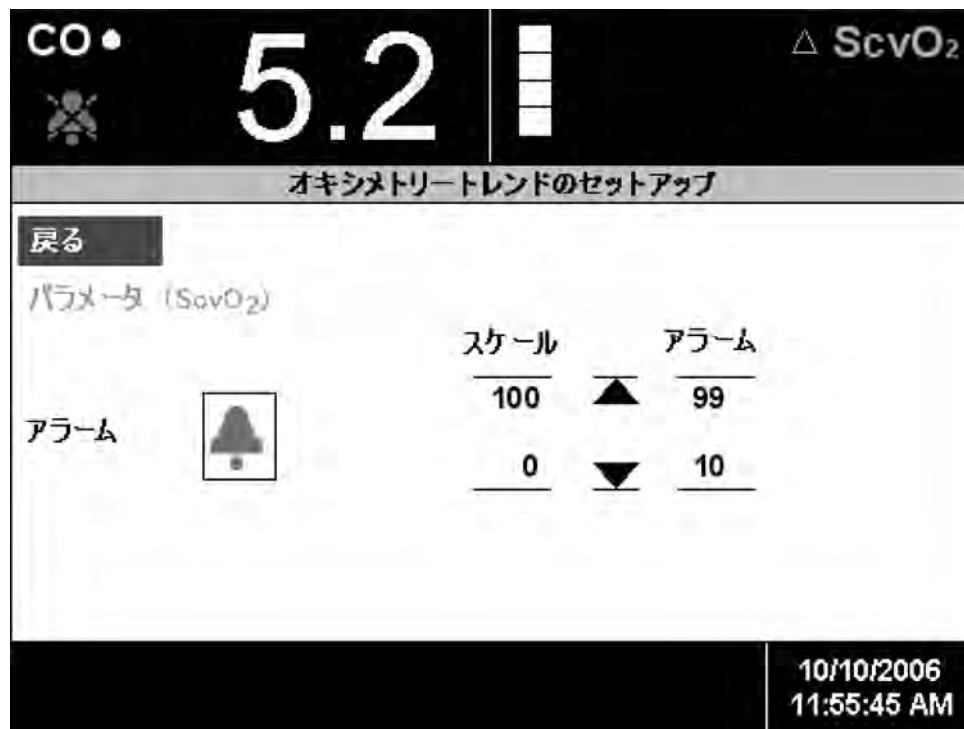 CO
5.2
△ ScvO₂
オキシメトリートレンドのセットアップ
戻る
パラメータ (ScvO₂)
スケール アラーム
100 99
アラーム
0 10
10/10/2006
11:55:45 AM